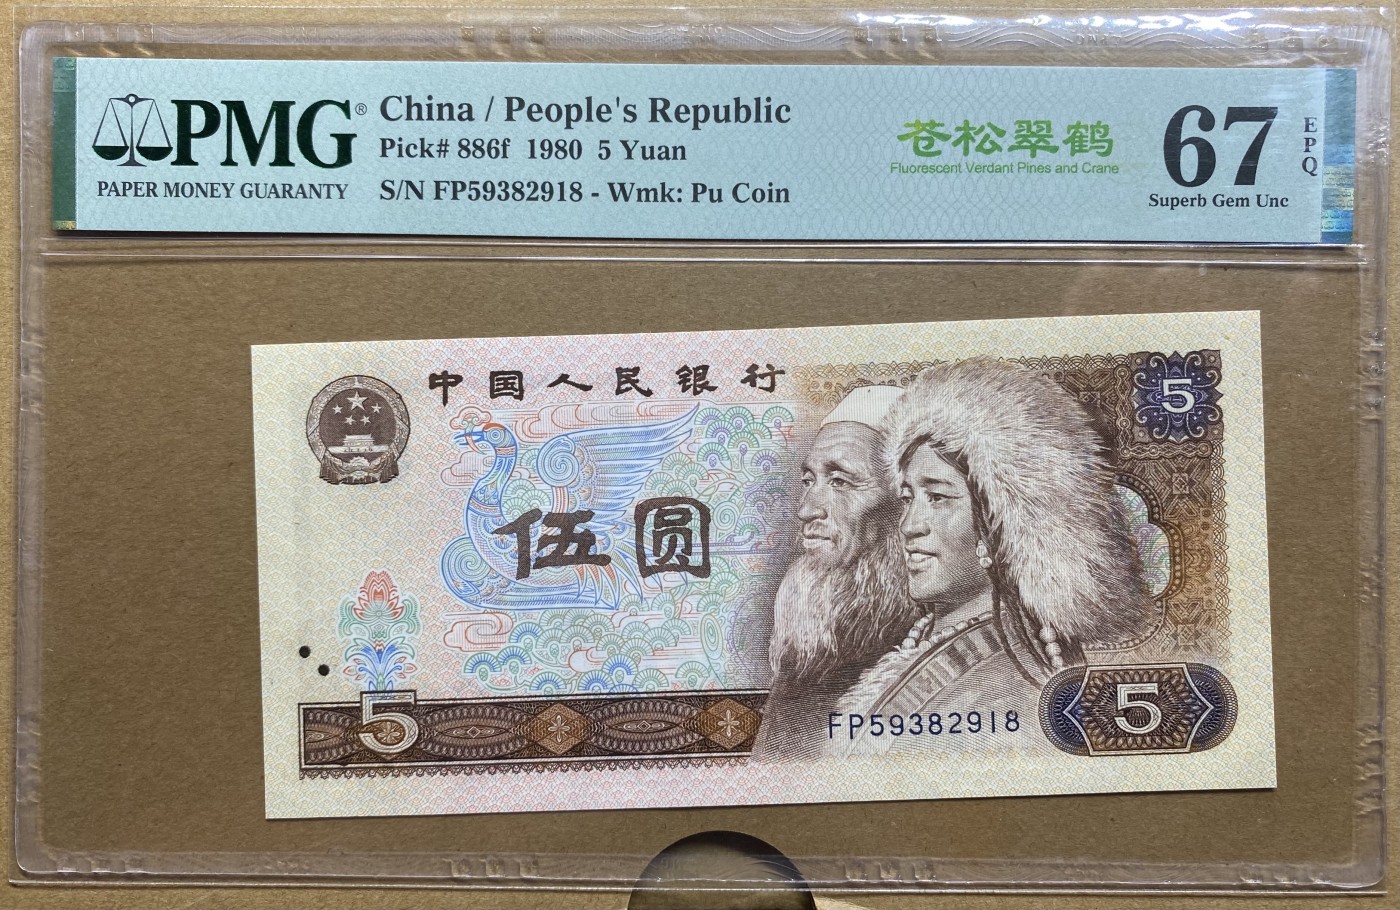 PMG®
PAPER MONEY GUARANTY
China / People's Republic
Pick# 886f 1980 5 Yuan
S/N FP59382918 - Wmk: Pu Coin
苍松翠鹤
Fluorescent Verdant Pines and Crane
67
EPQ
Superb Gem Unc
中国人民银行
5
伍圆
5
FP59382918
5